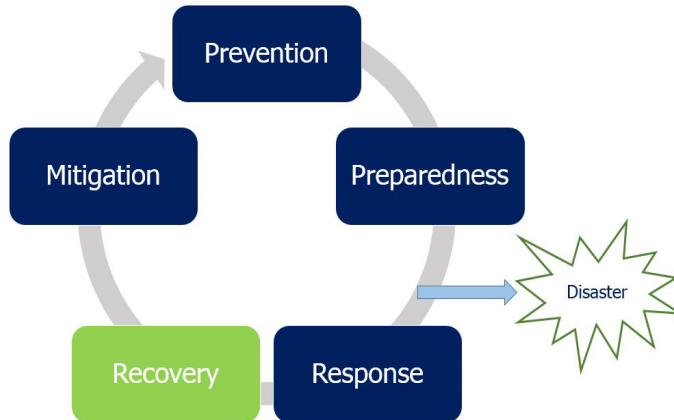 Prevention
Preparedness
Disaster
Response
Recovery
Mitigation